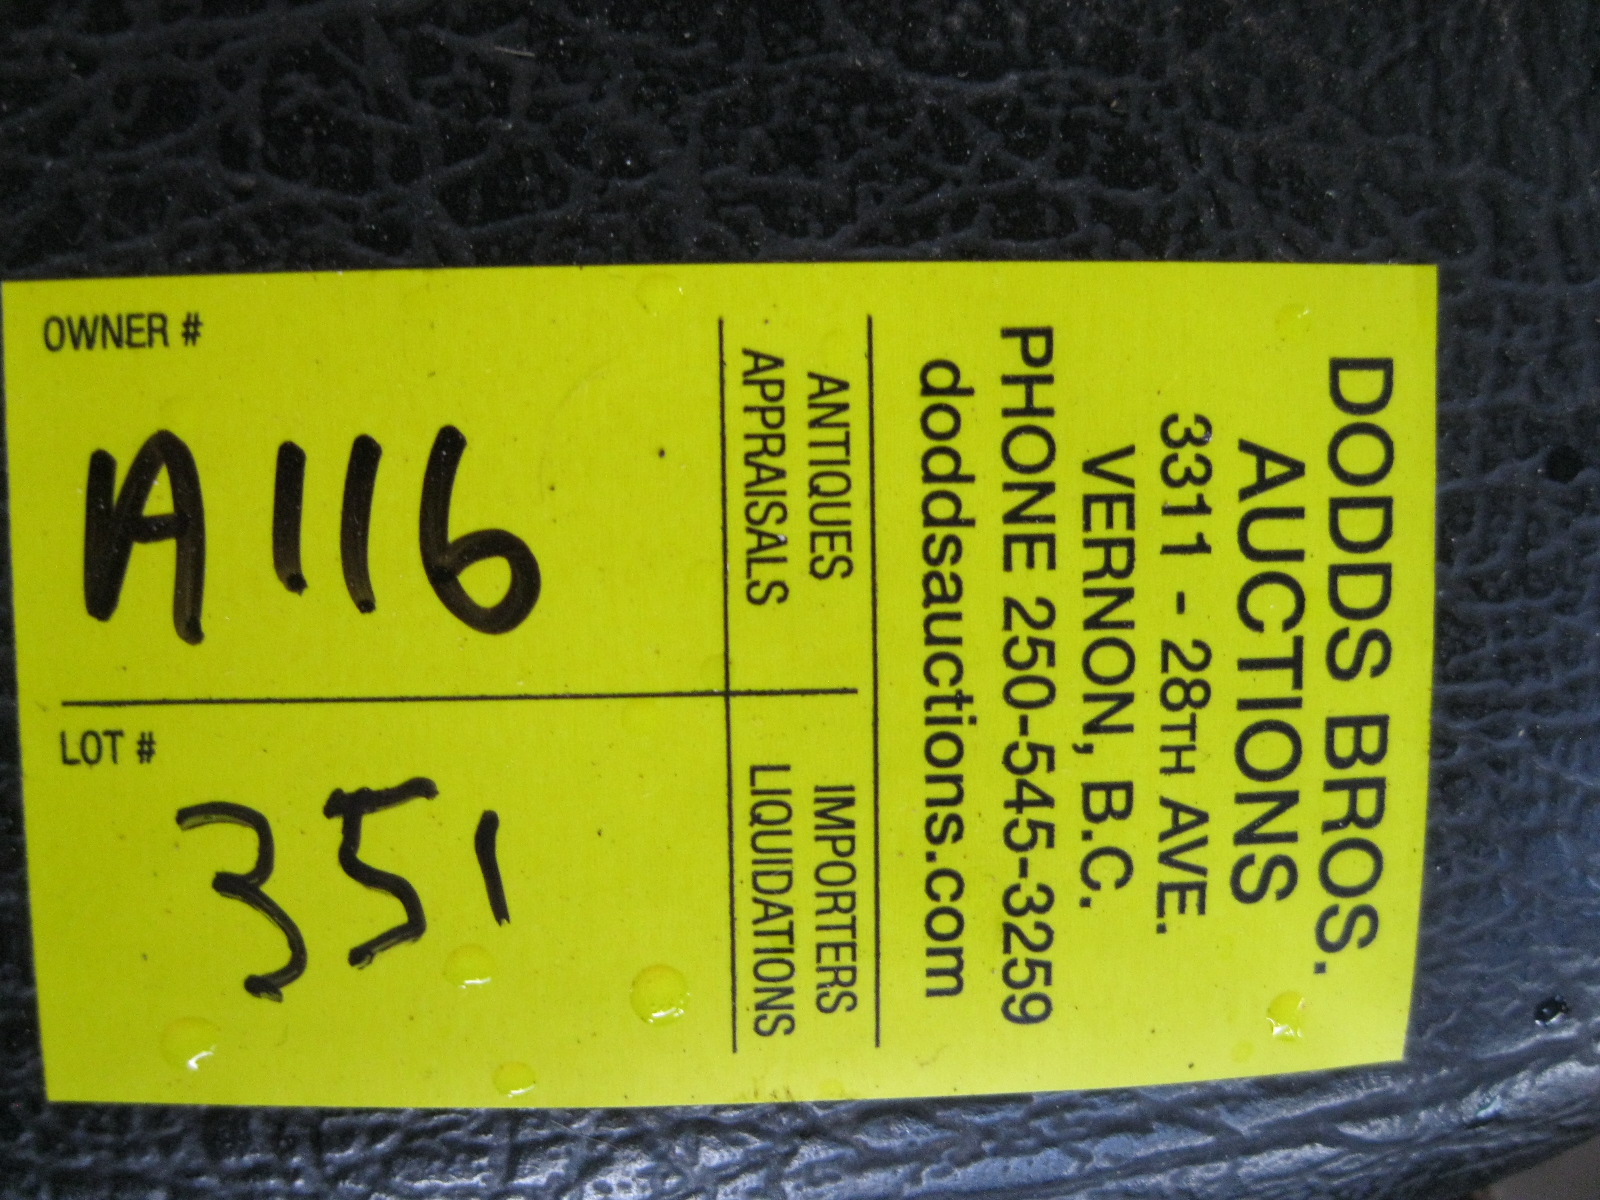 DODDS BROS.
AUCTIONS
3311 - 28TH AVE.
VERNON, B.C.
PHONE 250-545-3259
doddsauctions.com
ANTIQUES
APPRAISALS
IMPORTERS
LIQUIDATIONS
OWNER #
A116
LOT #
351